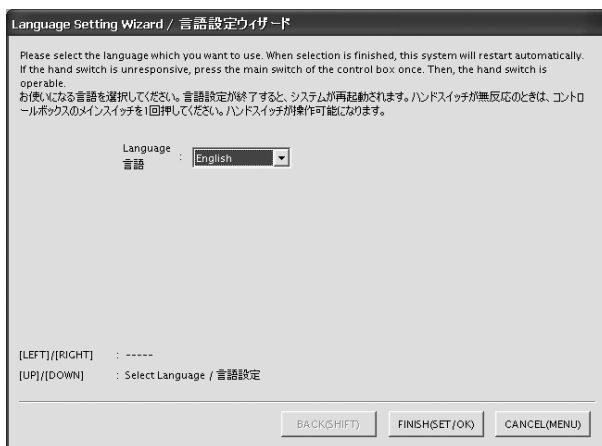 Language Setting Wizard / 言語設定ウィザード
Please select the language which you want to use. When selection is finished, this system will restart automatically.
If the hand switch is unresponsive, press the main switch of the control box once. Then, the hand switch is
operable.
お使いになる言語を選択してください。言語設定が終了すると、システムが再起動されます。ハンドスイッチが無反応のときは、コントロ
ールボックスのメインスイッチを1回押してください。ハンドスイッチが操作可能になります。
Language
言語 : English
[LEFT]/[RIGHT] : -----
[UP]/[DOWN] : Select Language / 言語設定
BACK(SHIFT) FINISH(SET/OK) CANCEL(MENU)